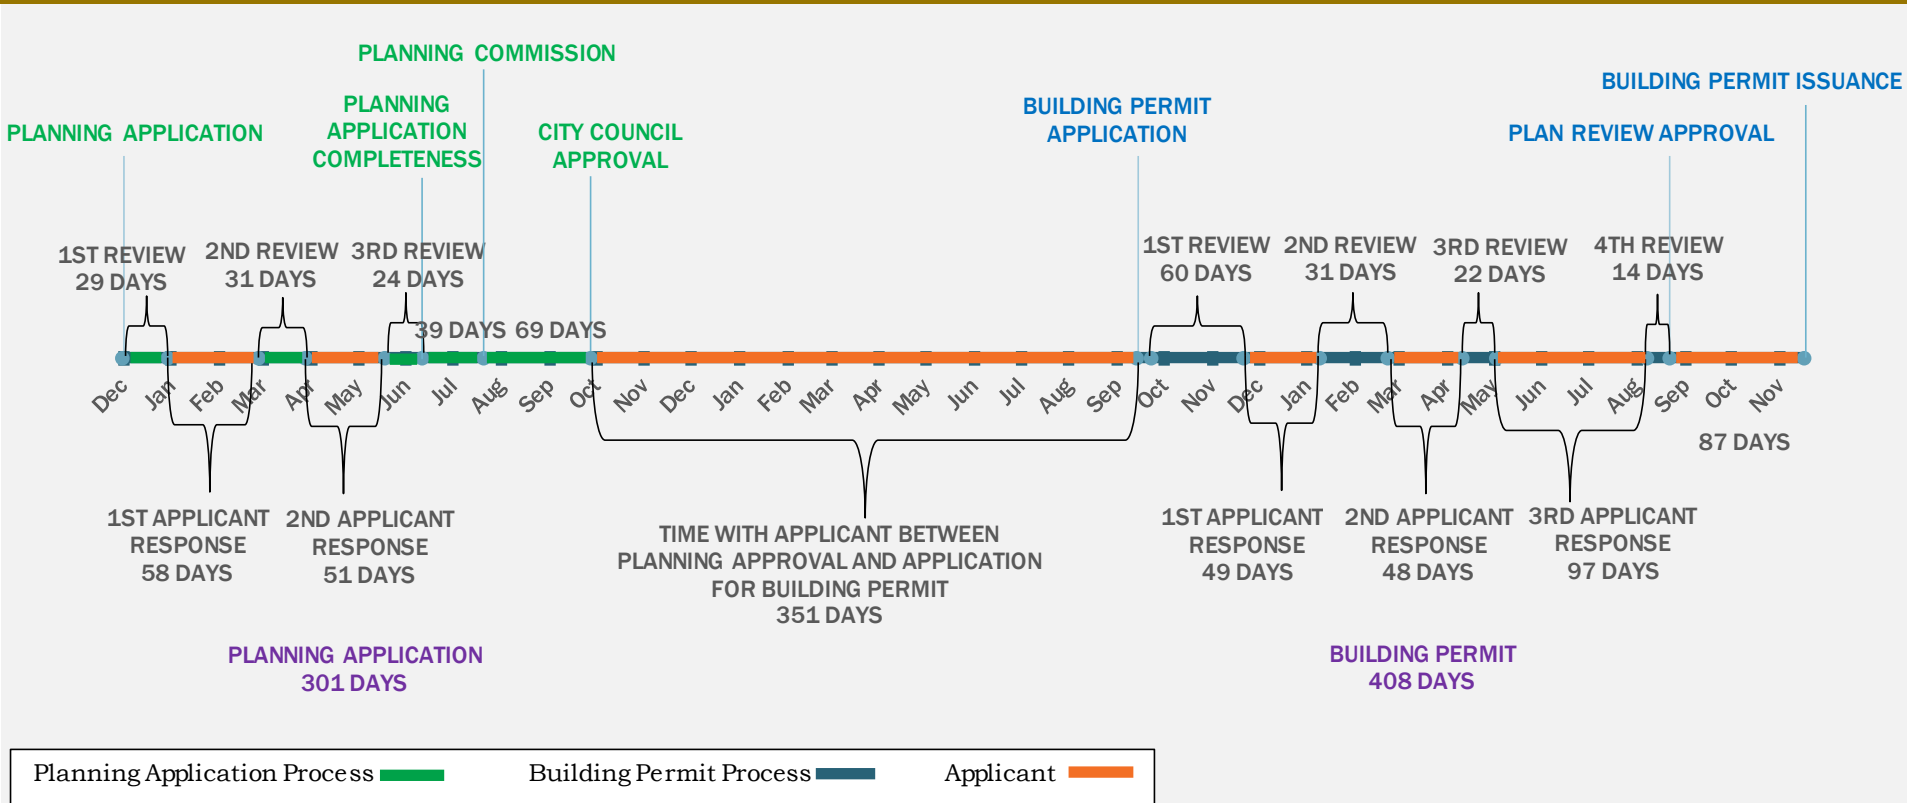 PLANNING COMMISSION
BUILDING PERMIT ISSUANCE
PLANNING APPLICATION
PLANNING
APPLICATION
COMPLETENESS
CITY COUNCIL
APPROVAL
BUILDING PERMIT
APPLICATION
PLAN REVIEW APPROVAL
1ST REVIEW
29 DAYS
2ND REVIEW
31 DAYS
3RD REVIEW
24 DAYS
39 DAYS
69 DAYS
1ST REVIEW
60 DAYS
2ND REVIEW
31 DAYS
3RD REVIEW
22 DAYS
4TH REVIEW
14 DAYS
Dec Jan Feb Mar Apr May Jun Jul Aug Sep Oct Nov Dec Jan Feb Mar Apr May Jun Jul Aug Sep Oct Nov Dec Jan Feb Mar Apr May Jun Jul Aug Sep Oct Nov
87 DAYS
1ST APPLICANT
RESPONSE
58 DAYS
2ND APPLICANT
RESPONSE
51 DAYS
TIME WITH APPLICANT BETWEEN
PLANNING APPROVAL AND APPLICATION
FOR BUILDING PERMIT
351 DAYS
1ST APPLICANT
RESPONSE
49 DAYS
2ND APPLICANT
RESPONSE
48 DAYS
3RD APPLICANT
RESPONSE
97 DAYS
PLANNING APPLICATION
301 DAYS
BUILDING PERMIT
408 DAYS
Planning Application Process
Building Permit Process
Applicant